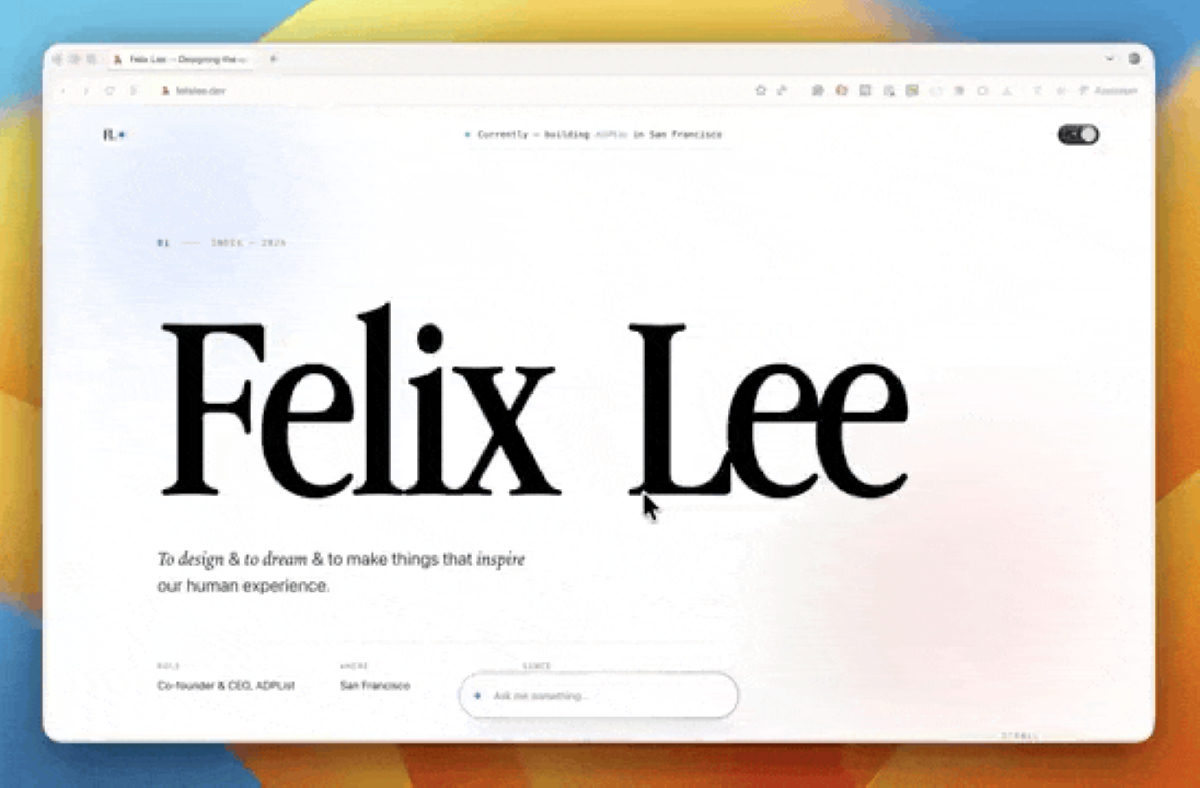 Felix Lee — Designing the
felixlee.dev
FL
Currently — building ADPList in San Francisco
01 — INDEX — 2026
Felix Lee
To design & to dream & to make things that inspire
our human experience.
ROLE WHERE SINCE
Co-founder & CEO, ADPList San Francisco
Ask me something...
SCROLL